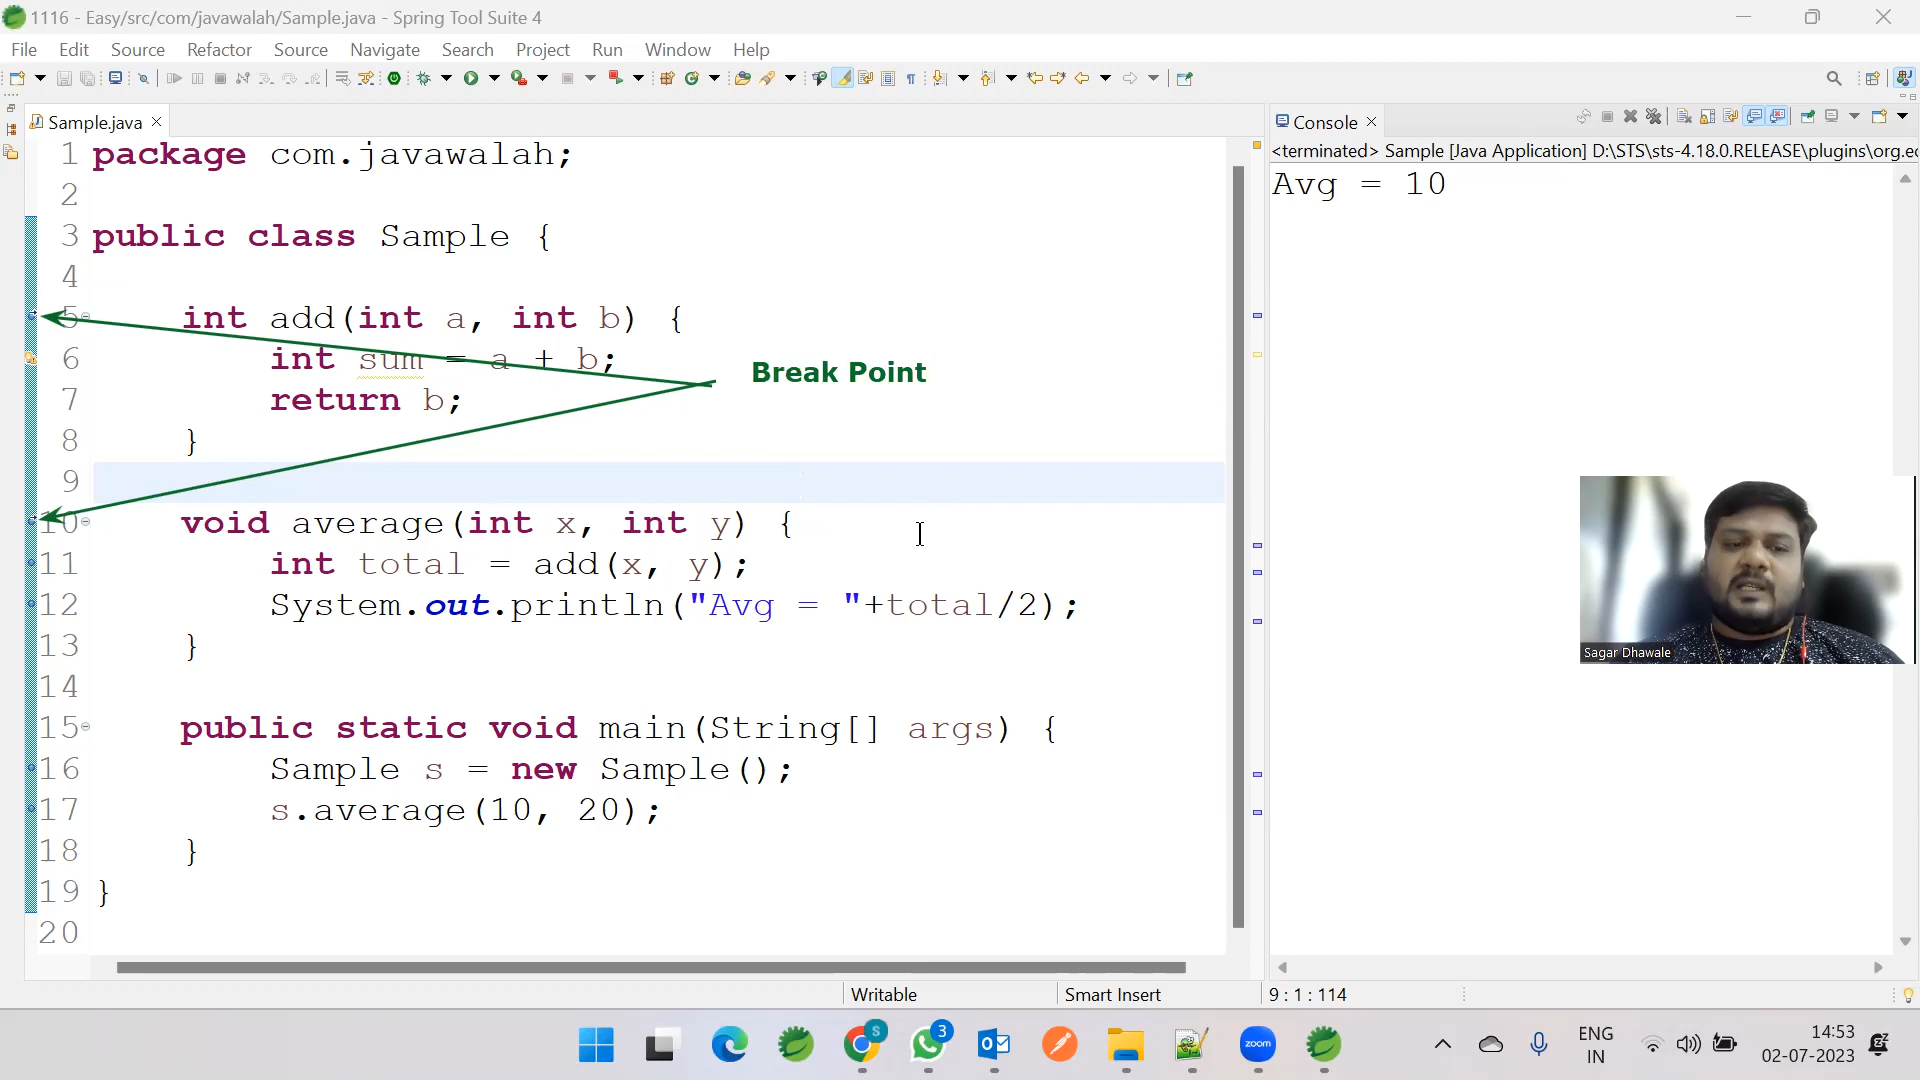 1116 - Easy/src/com/javawalah/Sample.java - Spring Tool Suite 4
File Edit Source Refactor Source Navigate Search Project Run Window Help
Sample.java
1 package com.javawalah;
2
3 public class Sample {
4
5 int add(int a, int b) {
6 int sum = a + b;
7 return b;
8 }
9
10 void average(int x, int y) {
11 int total = add(x, y);
12 System.out.println("Avg = "+total/2);
13 }
14
15 public static void main(String[] args) {
16 Sample s = new Sample();
17 s.average(10, 20);
18 }
19 }
20
Break Point
Console
<terminated> Sample [Java Application] D:\STS\sts-4.18.0.RELEASE\plugins\org.ec
Avg = 10
Sagar Dhawale
Writable Smart Insert 9 : 1 : 114
S 3 zoom
ENG
IN
14:53
02-07-2023